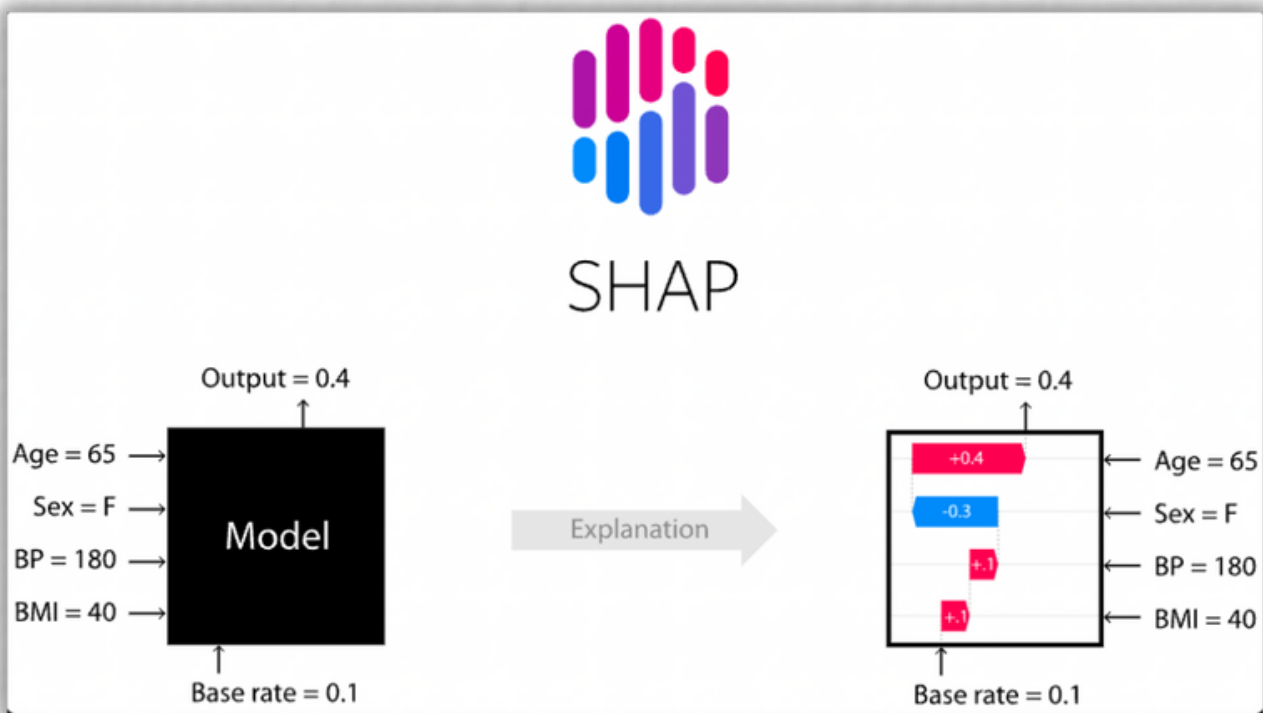 SHAP
Output = 0.4
Age = 65
Sex = F
BP = 180
BMI = 40
Model
Base rate = 0.1
Explanation
Output = 0.4
+0.4
Age = 65
-0.3
Sex = F
+.1
BP = 180
+.1
BMI = 40
Base rate = 0.1